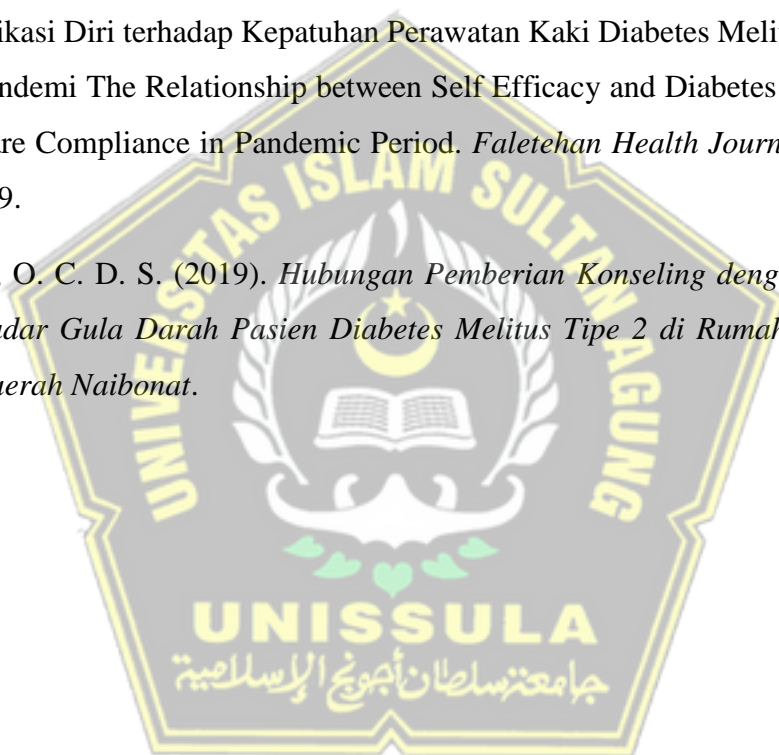 ikasi Diri terhadap Kepatuhan Perawatan Kaki Diabetes Meli
ndemi The Relationship between Self Efficacy and Diabetes
are Compliance in Pandemic Period. Faletehan Health Journ
9.
. O. C. D. S. (2019). Hubungan Pemberian Konseling deng
adar Gula Darah Pasien Diabetes Melitus Tipe 2 di Rumah
aerah Naibonat.
UNIVERSITAS ISLAM SULTAN AGUNG
UNISSULA
جامعة سلطان أجونج الإسلامية